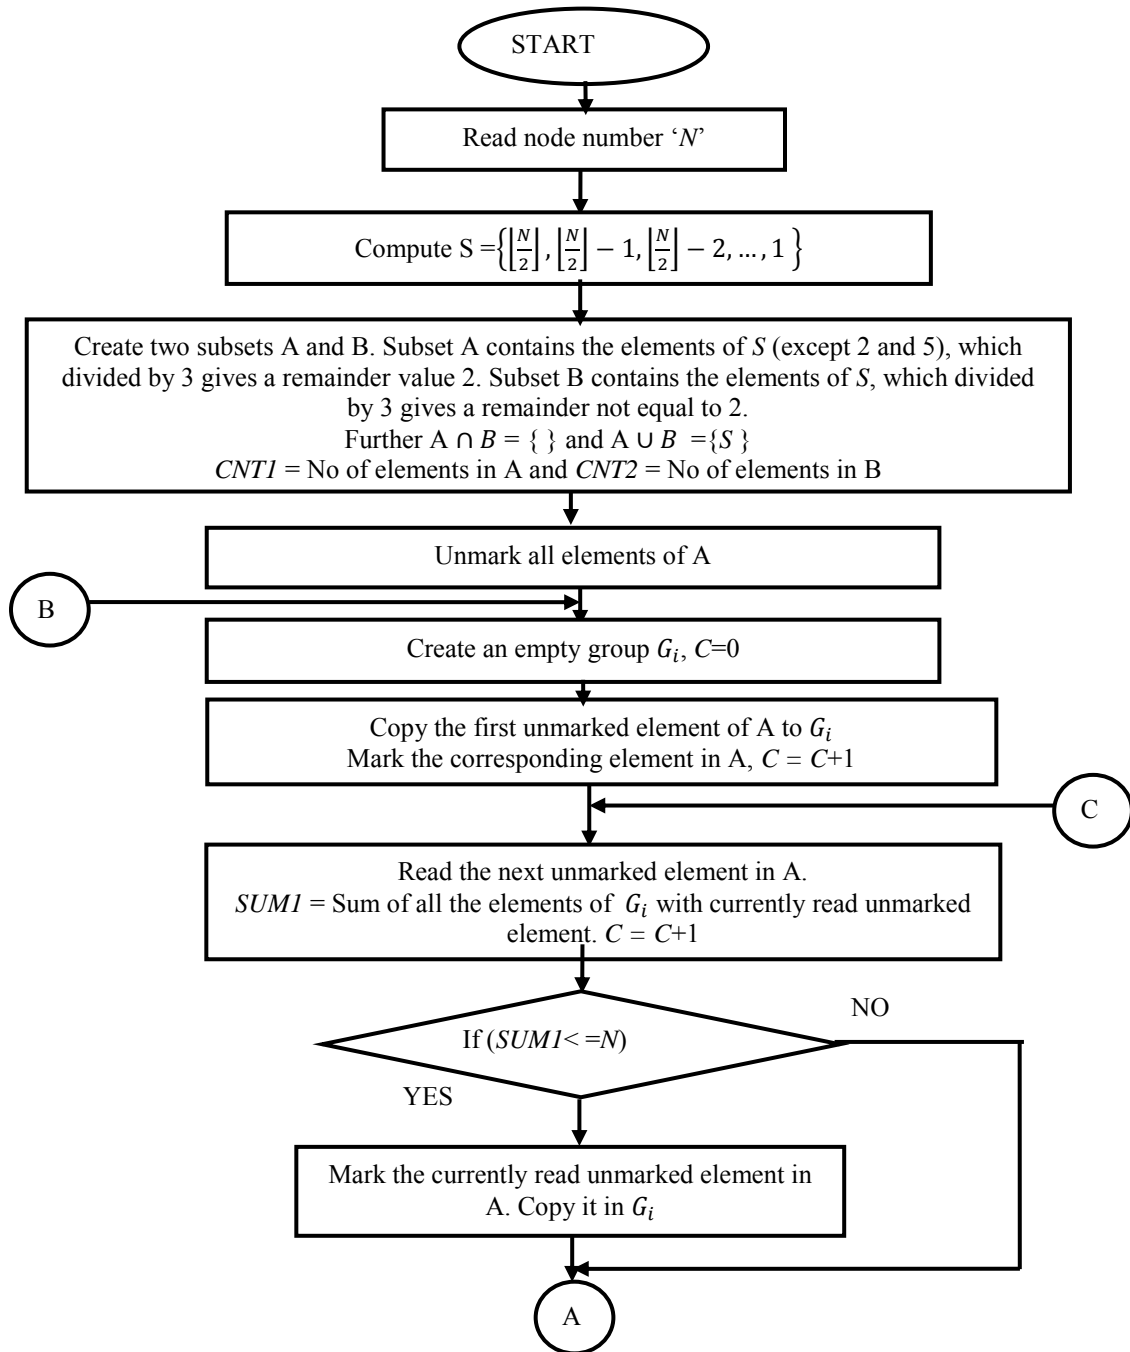 START
Read node number ‘N’
Compute S ={⌊N/2⌋, ⌊N/2⌋ − 1, ⌊N/2⌋ − 2, … , 1 }
Create two subsets A and B. Subset A contains the elements of S (except 2 and 5), which
divided by 3 gives a remainder value 2. Subset B contains the elements of S, which divided
by 3 gives a remainder not equal to 2.
Further A ∩ B = { } and A ∪ B ={S }
CNT1 = No of elements in A and CNT2 = No of elements in B
Unmark all elements of A
B
Create an empty group Gᵢ, C=0
Copy the first unmarked element of A to Gᵢ
Mark the corresponding element in A, C = C+1
C
Read the next unmarked element in A.
SUM1 = Sum of all the elements of Gᵢ with currently read unmarked
element. C = C+1
If (SUM1< =N)
NO
YES
Mark the currently read unmarked element in
A. Copy it in Gᵢ
A